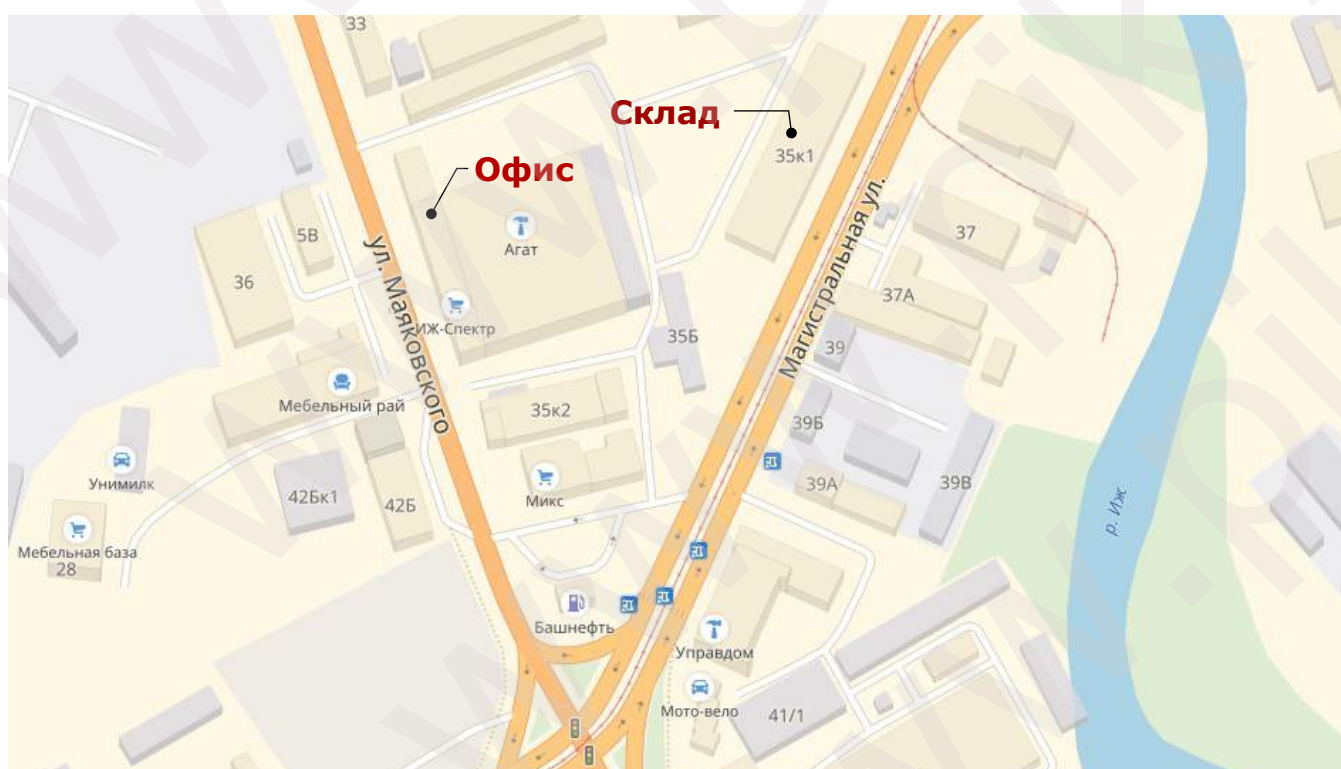 33
Склад
35к1
Офис
Агат
5В
ул. Маяковского
36
37
Магистральная ул.
37А
ИЖ-Спектр
35Б
39
Мебельный рай
35к2
39Б
Унимилк
42Бк1
42Б
Микс
39А
39В
р. Иж
Мебельная база
28
Башнефть
Управдом
Мото-вело
41/1